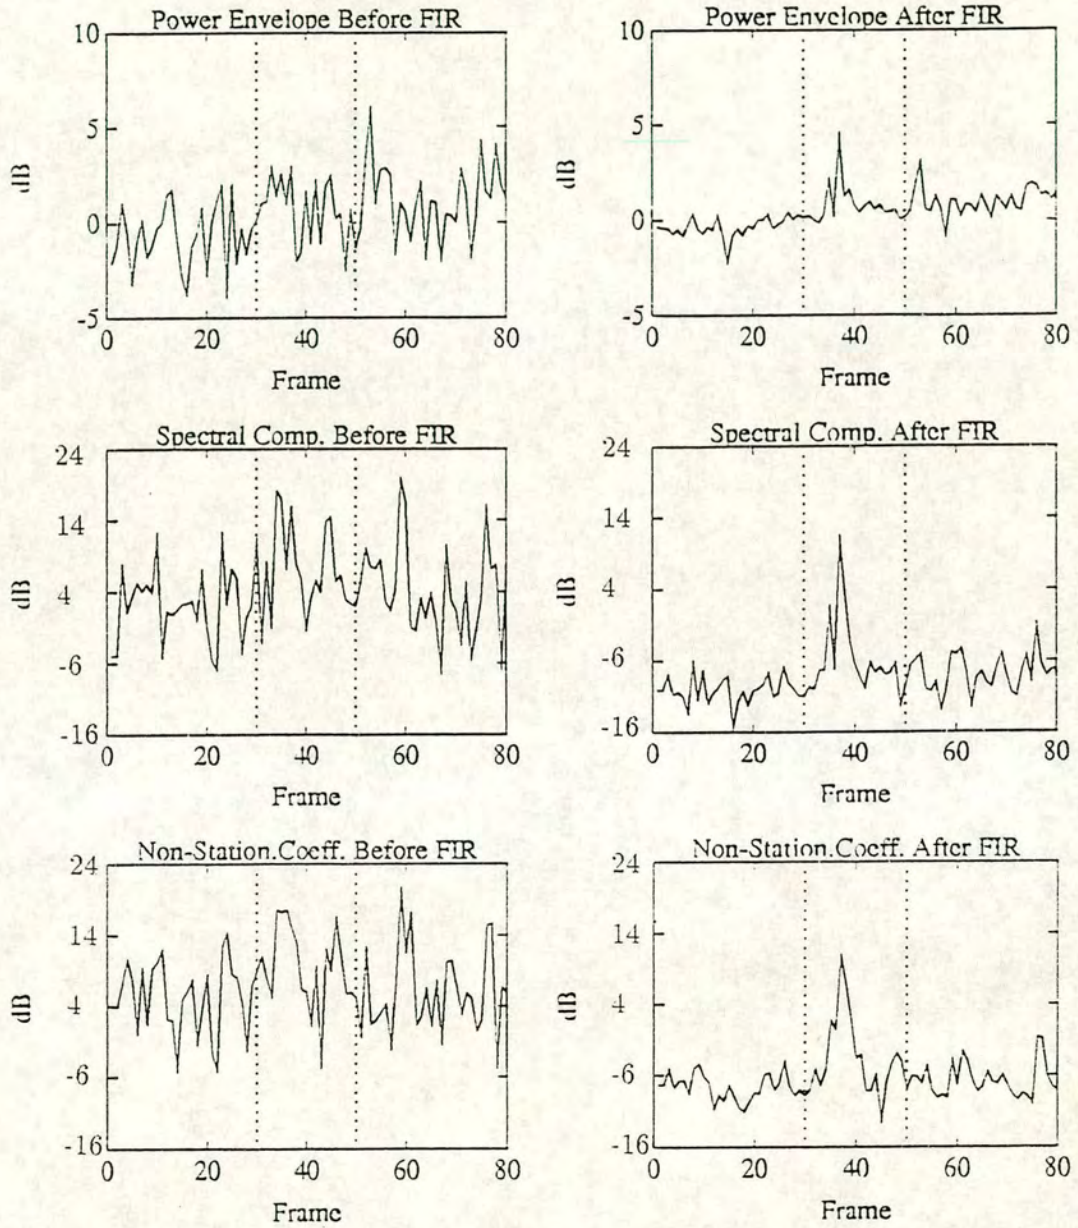 Power Envelope Before FIR
10
5
0
-5
dB
0 20 40 60 80
Frame
Power Envelope After FIR
10
5
0
-5
dB
0 20 40 60 80
Frame
Spectral Comp. Before FIR
24
14
4
-6
-16
dB
0 20 40 60 80
Frame
Spectral Comp. After FIR
24
14
4
-6
-16
dB
0 20 40 60 80
Frame
Non-Station.Coeff. Before FIR
24
14
4
-6
-16
dB
0 20 40 60 80
Frame
Non-Station.Coeff. After FIR
24
14
4
-6
-16
dB
0 20 40 60 80
Frame